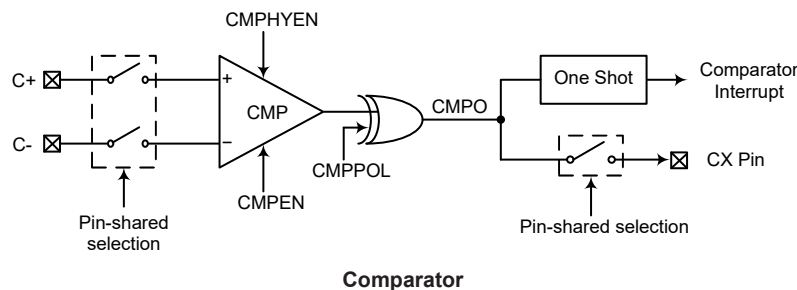 CMPHYEN
C+
+
CMP
One Shot
Comparator
Interrupt
CMPO
C-
−
CMPPOL
CX Pin
CMPEN
Pin-shared
selection
Pin-shared selection
Comparator